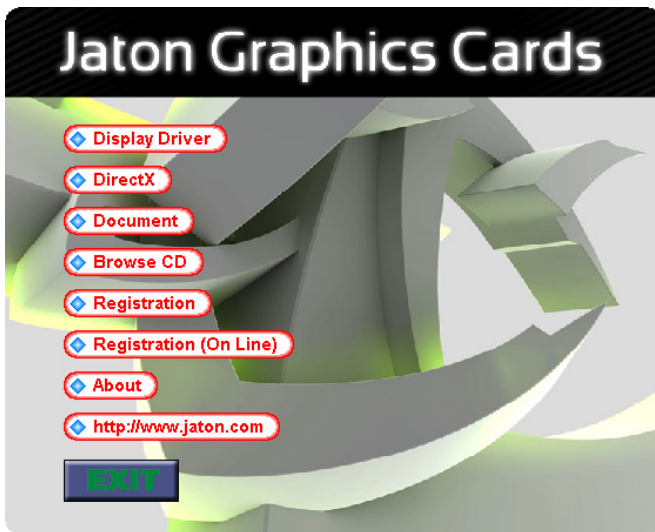 Jaton Graphics Cards
Display Driver
DirectX
Document
Browse CD
Registration
Registration (On Line)
About
http://www.jaton.com
EXIT